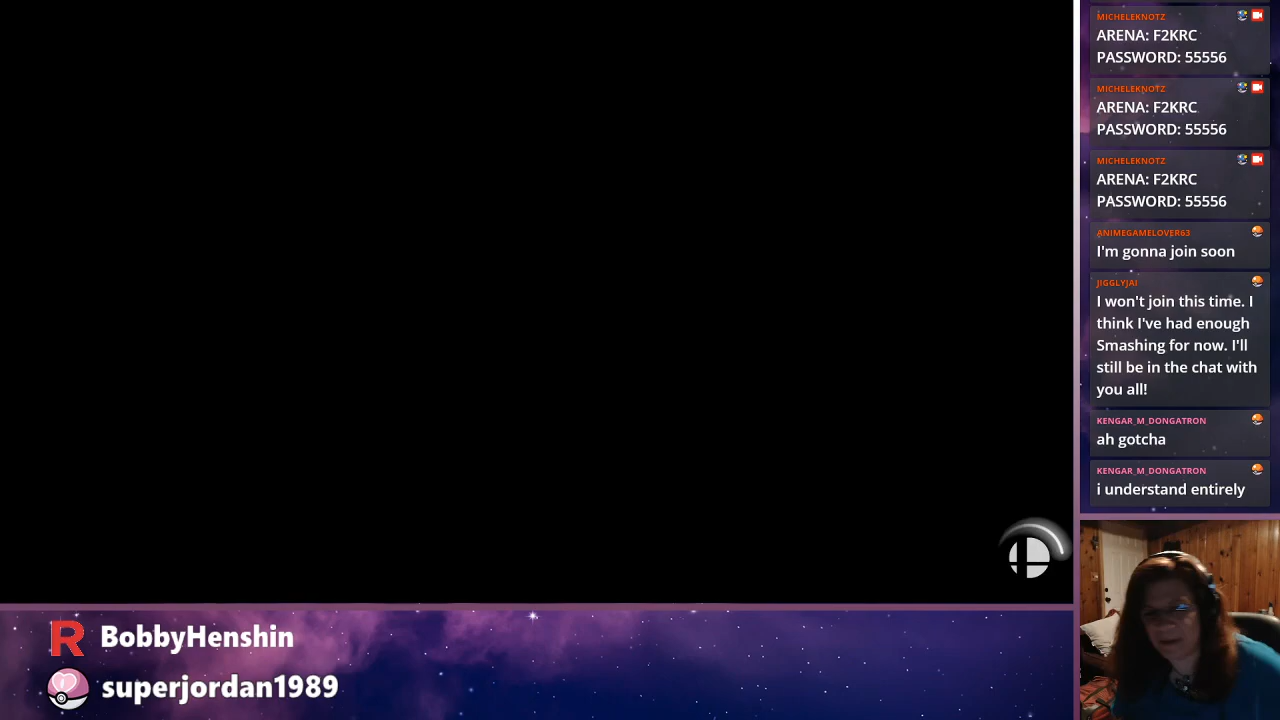 MICHELEKNOTZ
ARENA: F2KRC
PASSWORD: 55556
MICHELEKNOTZ
ARENA: F2KRC
PASSWORD: 55556
MICHELEKNOTZ
ARENA: F2KRC
PASSWORD: 55556
ANIMEGAMELOVER63
I'm gonna join soon
JIGGLYJAI
I won't join this time. I
think I've had enough
Smashing for now. I'll
still be in the chat with
you all!
KENGAR_M_DONGATRON
ah gotcha
KENGAR_M_DONGATRON
i understand entirely
R BobbyHenshin
superjordan1989